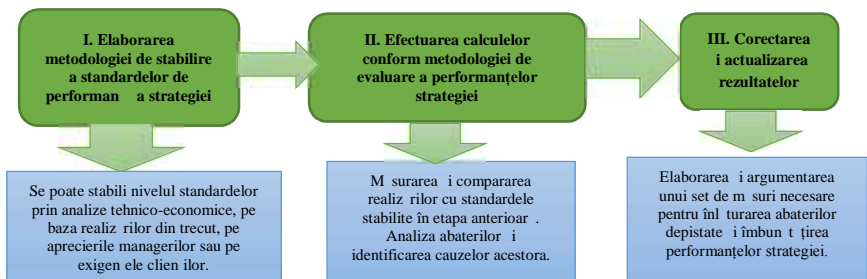 I. Elaborarea
metodologiei de stabilire
a standardelor de
performan a strategiei
II. Efectuarea calculelor
conform metodologiei de
evaluare a performanțelor
strategiei
III. Corectarea
i actualizarea
rezultatelor
Se poate stabili nivelul standardelor
prin analize tehnico-economice, pe
baza realiz rilor din trecut, pe
aprecierile managerilor sau pe
exigen ele clien ilor.
M surarea i compararea
realiz rilor cu standardele
stabilite în etapa anterioar .
Analiza abaterilor i
identificarea cauzelor acestora.
Elaborarea i argumentarea
unui set de m suri necesare
pentru înl turarea abaterilor
depistate i îmbun t țirea
performanțelor strategiei.